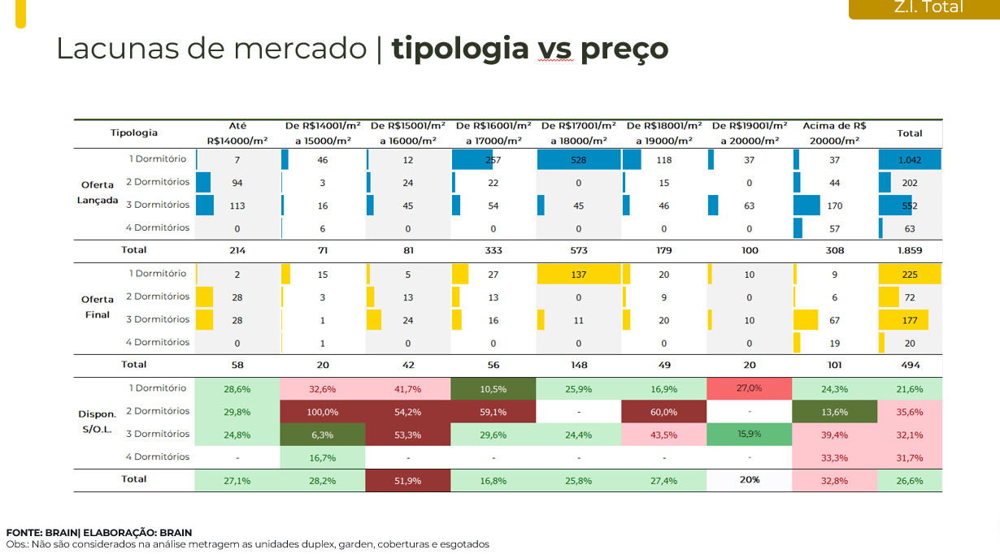 Z.I. Total
Lacunas de mercado | tipologia vs preço
Tipologia Até R$14000/m² De R$14001/m² a 15000/m² De R$15001/m² a 16000/m² De R$16001/m² a 17000/m² De R$17001/m² a 18000/m² De R$18001/m² a 19000/m² De R$19001/m² a 20000/m² Acima de R$ 20000/m² Total
Oferta Lançada
1 Dormitório 7 46 12 257 528 118 37 37 1.042
2 Dormitórios 94 3 24 22 0 15 0 44 202
3 Dormitórios 113 16 45 54 45 46 63 170 552
4 Dormitórios 0 6 0 0 0 0 0 57 63
Total 214 71 81 333 573 179 100 308 1.859
Oferta Final
1 Dormitório 2 15 5 27 137 20 10 9 225
2 Dormitórios 28 3 13 13 0 9 0 6 72
3 Dormitórios 28 1 24 16 11 20 10 67 177
4 Dormitórios 0 1 0 0 0 0 0 19 20
Total 58 20 42 56 148 49 20 101 494
Dispon. S/O.L.
1 Dormitório 28,6% 32,6% 41,7% 10,5% 25,9% 16,9% 27,0% 24,3% 21,6%
2 Dormitórios 29,8% 100,0% 54,2% 59,1% - 60,0% - 13,6% 35,6%
3 Dormitórios 24,8% 6,3% 53,3% 29,6% 24,4% 43,5% 15,9% 39,4% 32,1%
4 Dormitórios - 16,7% - - - - - 33,3% 31,7%
Total 27,1% 28,2% 51,9% 16,8% 25,8% 27,4% 20% 32,8% 26,6%
FONTE: BRAIN| ELABORAÇÃO: BRAIN
Obs.: Não são considerados na análise metragem as unidades duplex, garden, coberturas e esgotados